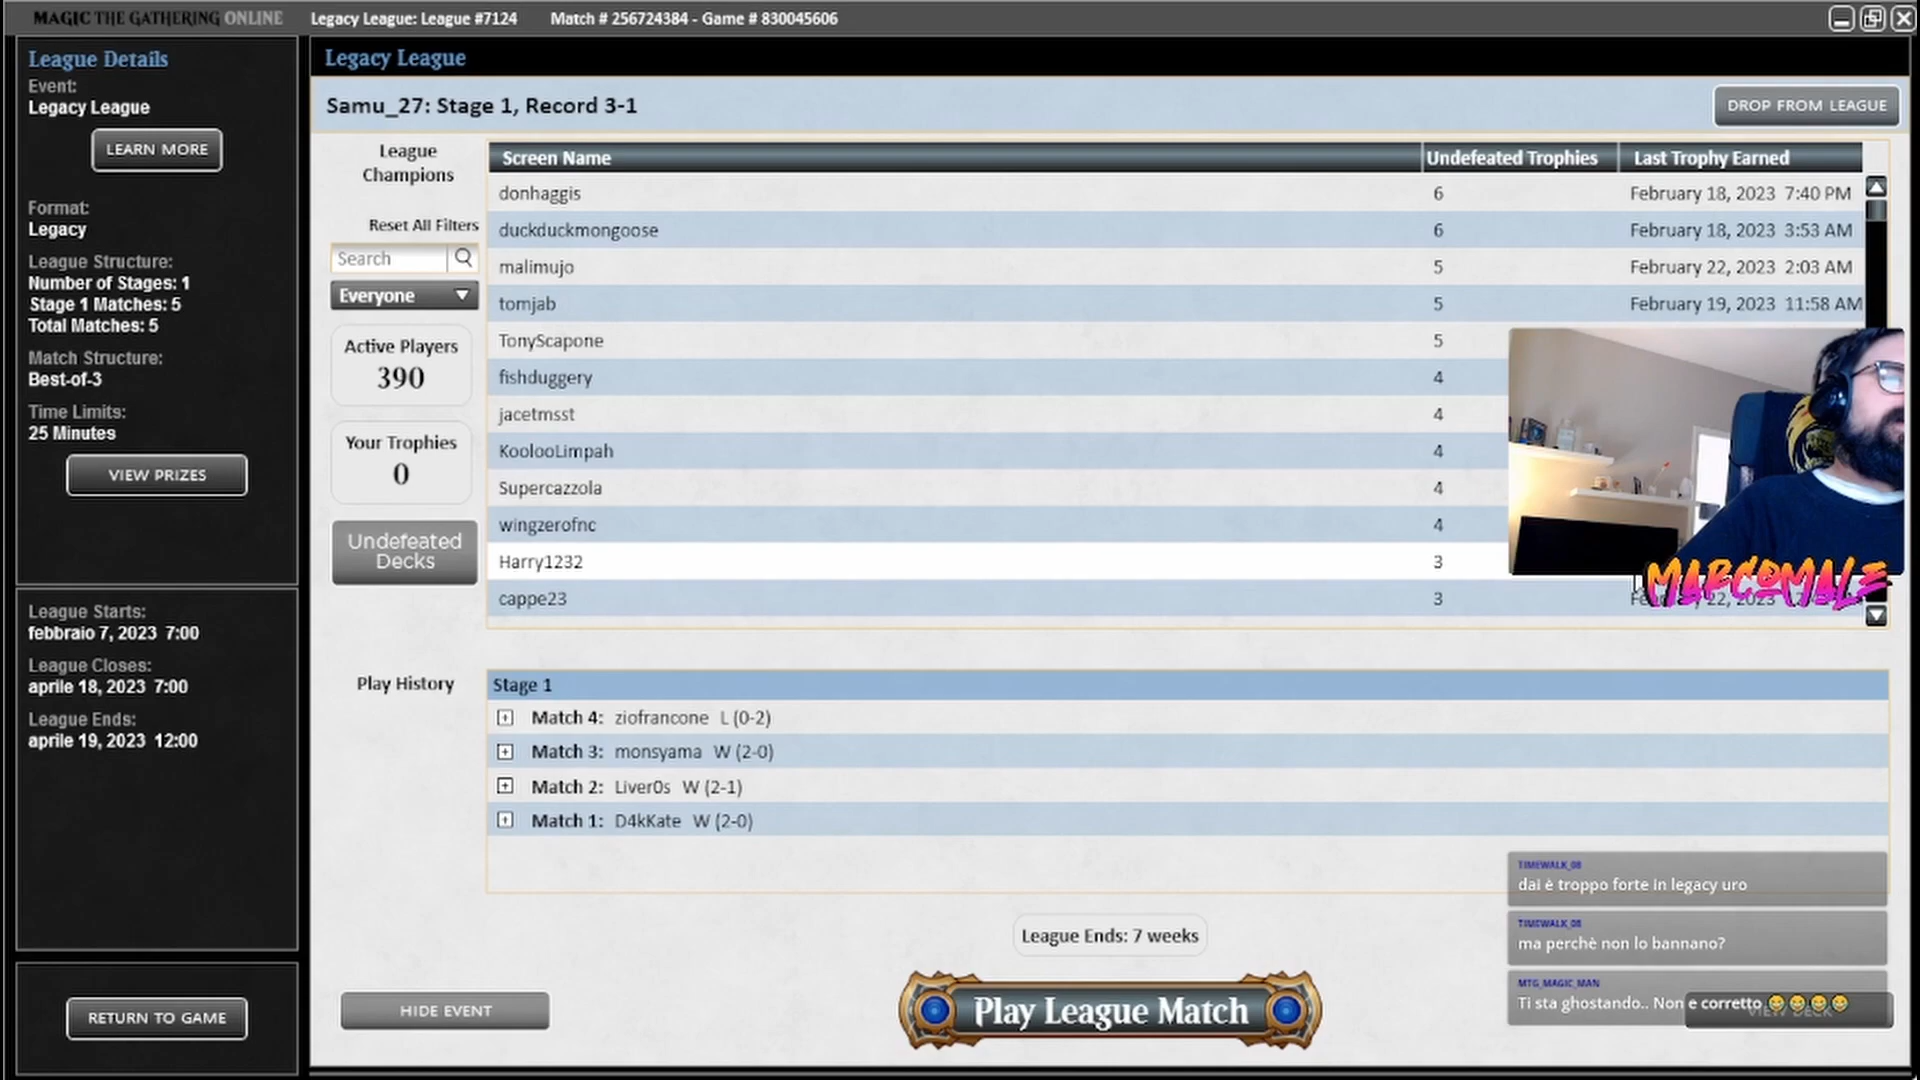 MAGIC THE GATHERING ONLINE
Legacy League: League #7124
Match # 256724384 - Game # 830045606
League Details
Event:
Legacy League
LEARN MORE
Format:
Legacy
League Structure:
Number of Stages: 1
Stage 1 Matches: 5
Total Matches: 5
Match Structure:
Best-of-3
Time Limits:
25 Minutes
VIEW PRIZES
League Starts:
febbraio 7, 2023 7:00
League Closes:
aprile 18, 2023 7:00
League Ends:
aprile 19, 2023 12:00
RETURN TO GAME
Legacy League
Samu_27: Stage 1, Record 3-1
DROP FROM LEAGUE
League
Champions
Reset All Filters
Search
Everyone
Active Players
390
Your Trophies
0
Undefeated
Decks
Screen Name Undefeated Trophies Last Trophy Earned
donhaggis 6 February 18, 2023 7:40 PM
duckduckmongoose 6 February 18, 2023 3:53 AM
malimujo 5 February 22, 2023 2:03 AM
tomjab 5 February 19, 2023 11:58 AM
TonyScapone 5
fishduggery 4
jacetmsst 4
KoolooLimpah 4
Supercazzola 4
wingzerofnc 4
Harry1232 3
cappe23 3
MARCOMALE
Play History
Stage 1
Match 4: ziofrancone L (0-2)
Match 3: monsyama W (2-0)
Match 2: Liver0s W (2-1)
Match 1: D4kKate W (2-0)
TIMEWALK_08
dai è troppo forte in legacy uro
TIMEWALK_08
ma perchè non lo bannano?
MTG_MAGIC_MAN
Ti sta ghostando.. Non e corretto 😄😄😄😄
VIEW DECK
League Ends: 7 weeks
HIDE EVENT
Play League Match